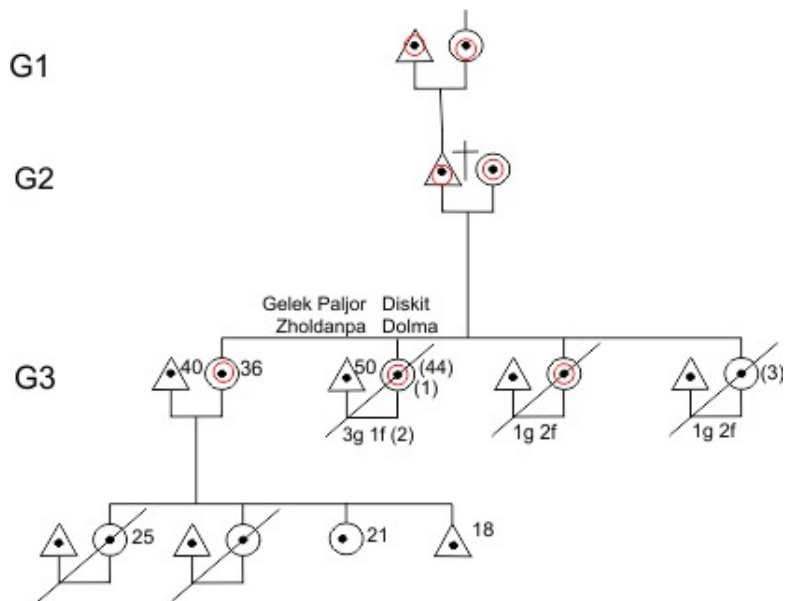 G1
G2
Gelek Paljor Diskit
Zholdanpa Dolma
G3
40 36 50 (44) (3)
(1)
3g 1f (2) 1g 2f 1g 2f
25 21 18